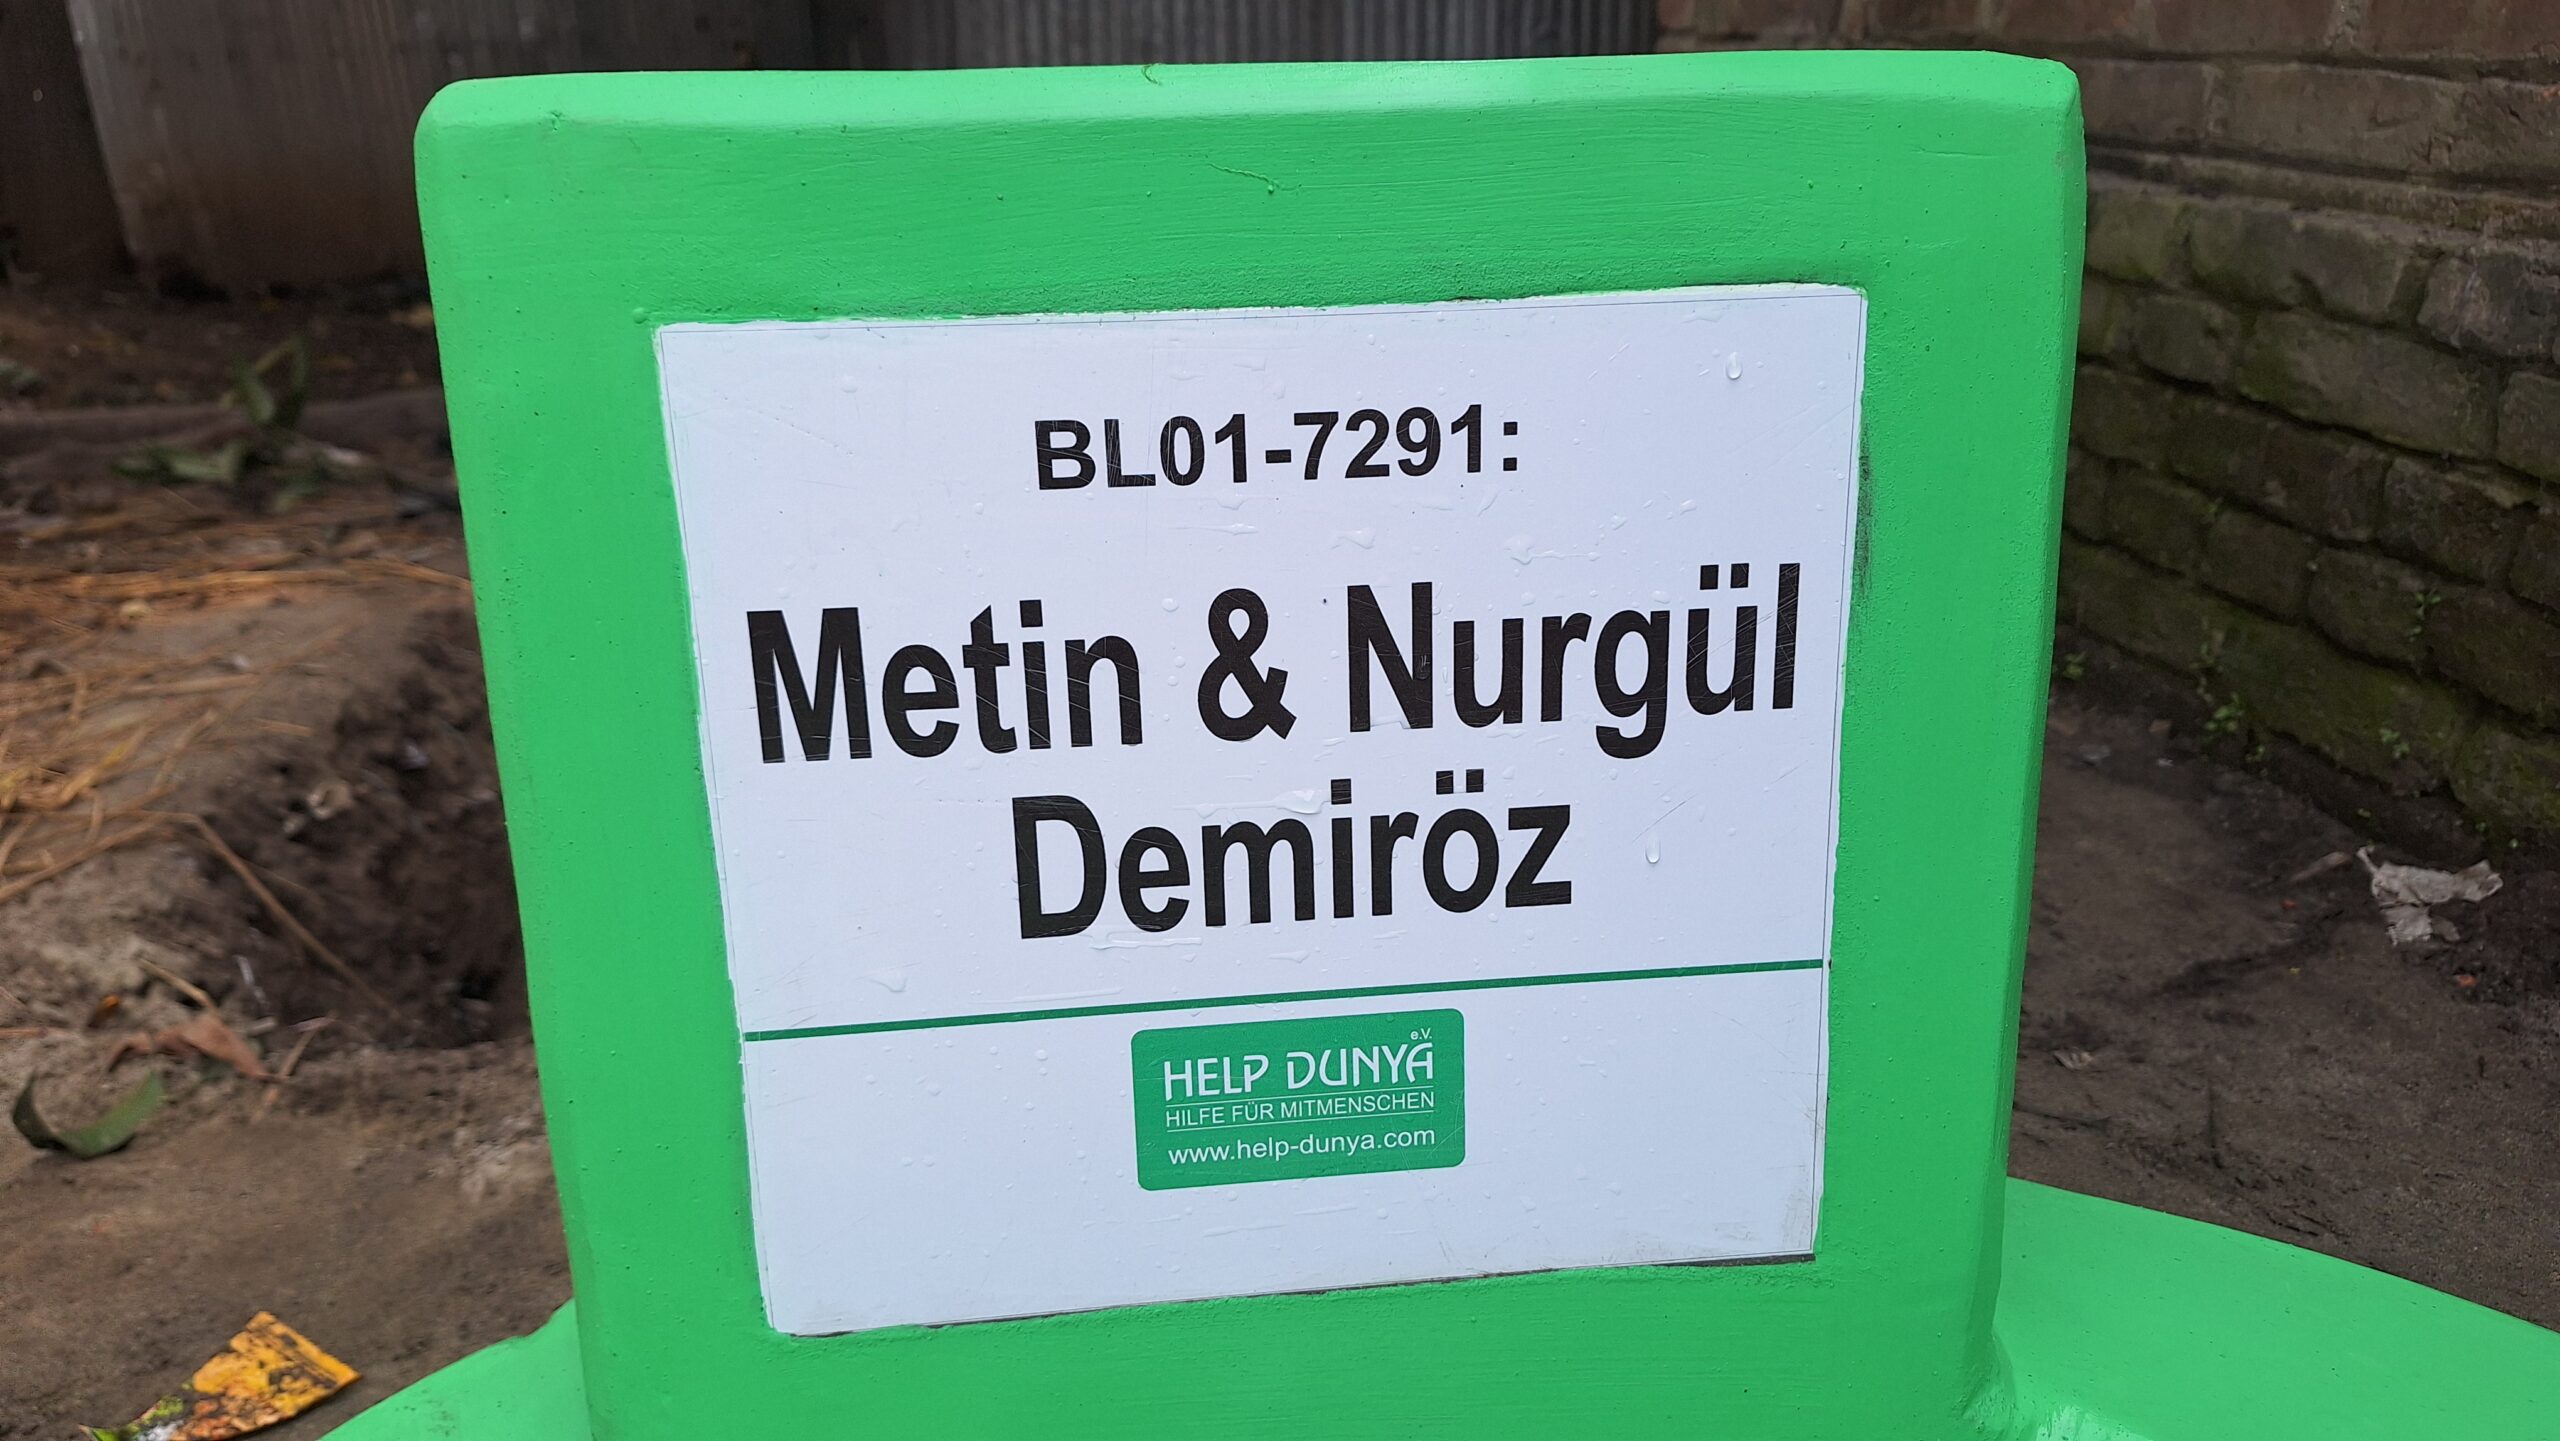 BL01-7291:
Metin & Nurgül
Demiröz
e.V.
HELP DUNYA
HILFE FÜR MITMENSCHEN
www.help-dunya.com